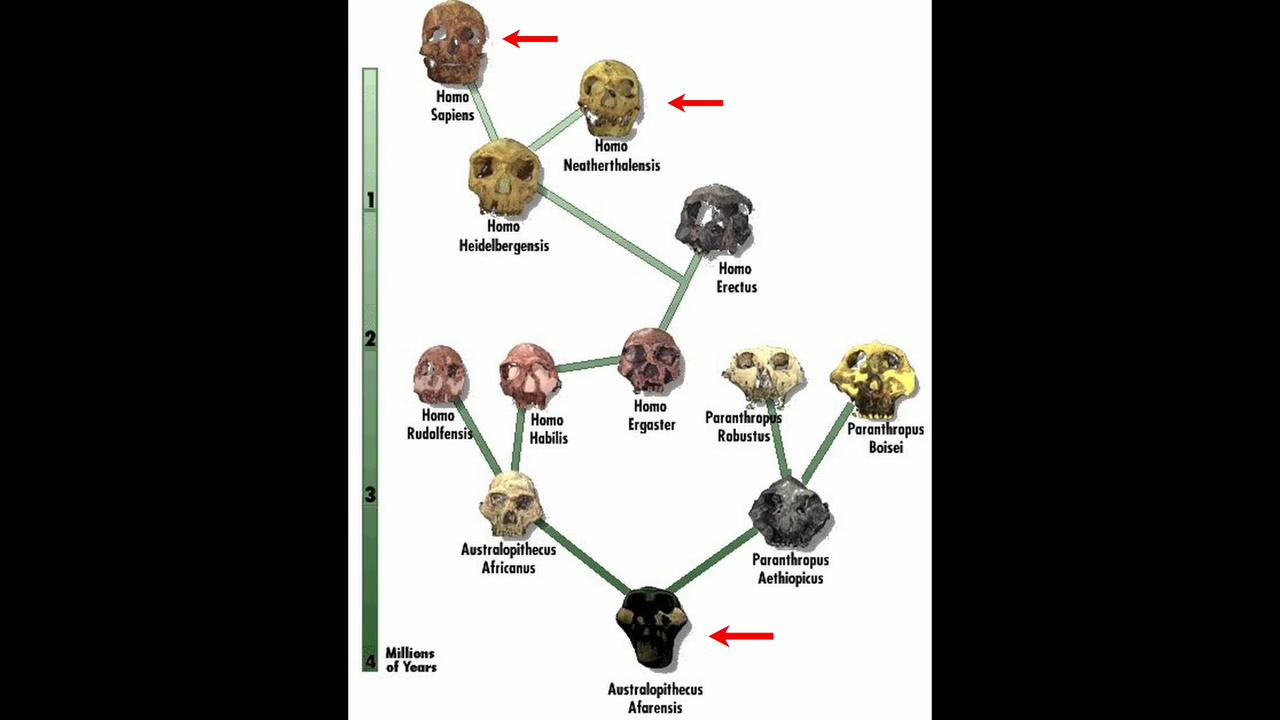 Homo
Sapiens
Homo
Neatherthalensis
1
Homo
Heidelbergensis
Homo
Erectus
2
Homo
Rudolfensis
Homo
Habilis
Homo
Ergaster
Paranthropus
Robustus
Paranthropus
Boisei
3
Australopithecus
Africanus
Paranthropus
Aethiopicus
4
Millions
of Years
Australopithecus
Afarensis